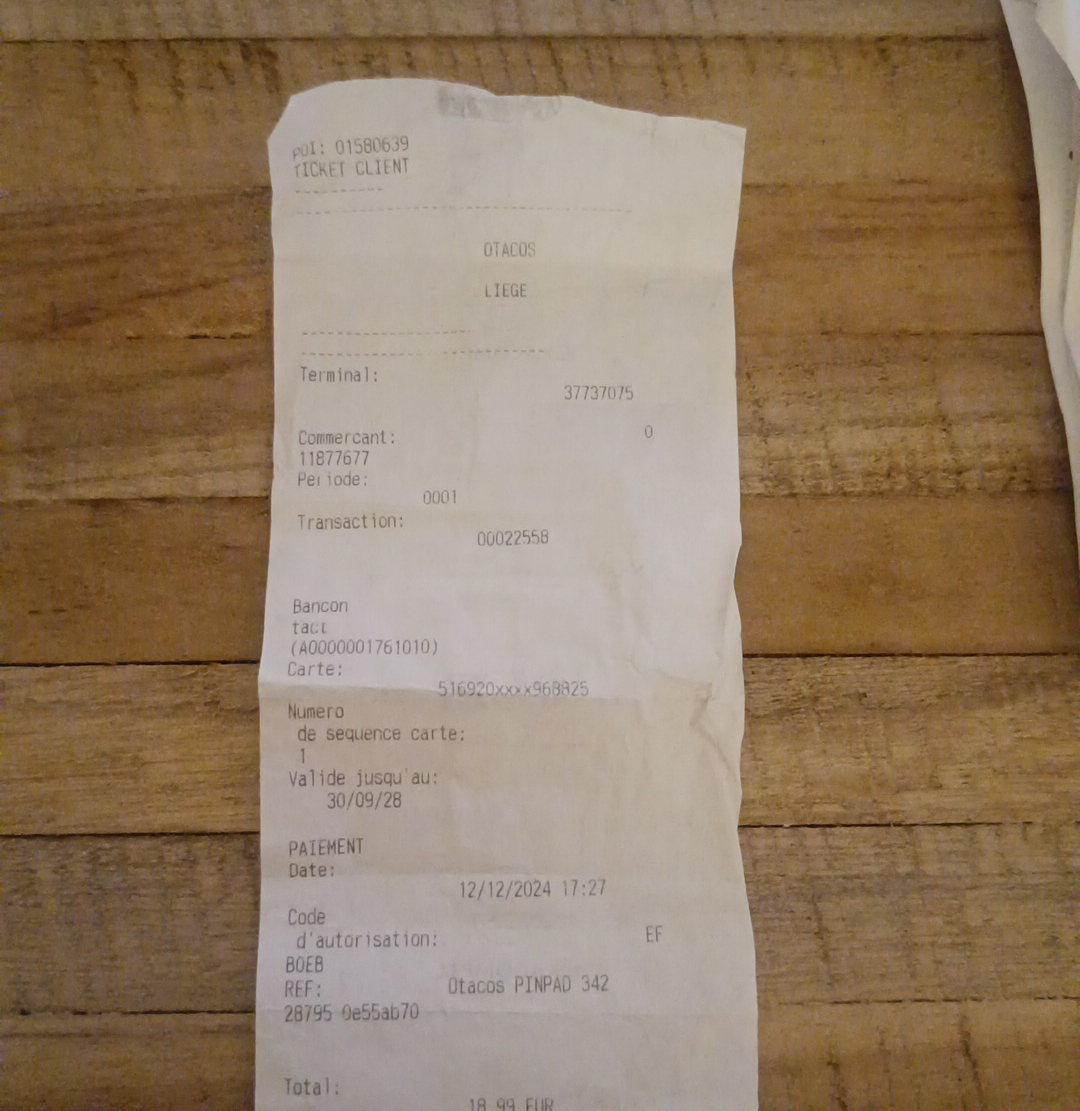 POI: 01580639
TICKET CLIENT
----------
--------------------------------------
OTACOS
LIEGE
-------------------
----------------------------
Terminal:
37737075
Commercant: 0
11877677
Periode:
0001
Transaction:
00022558
Bancon
tact
(A0000001761010)
Carte:
516920xxxx968825
Numero
de sequence carte:
1
Valide jusqu'au:
30/09/28
PAIEMENT
Date:
12/12/2024 17:27
Code
d'autorisation: EF
BOEB
REF: Otacos PINPAD 342
28795 0e55ab70
Total:
18.99 EUR